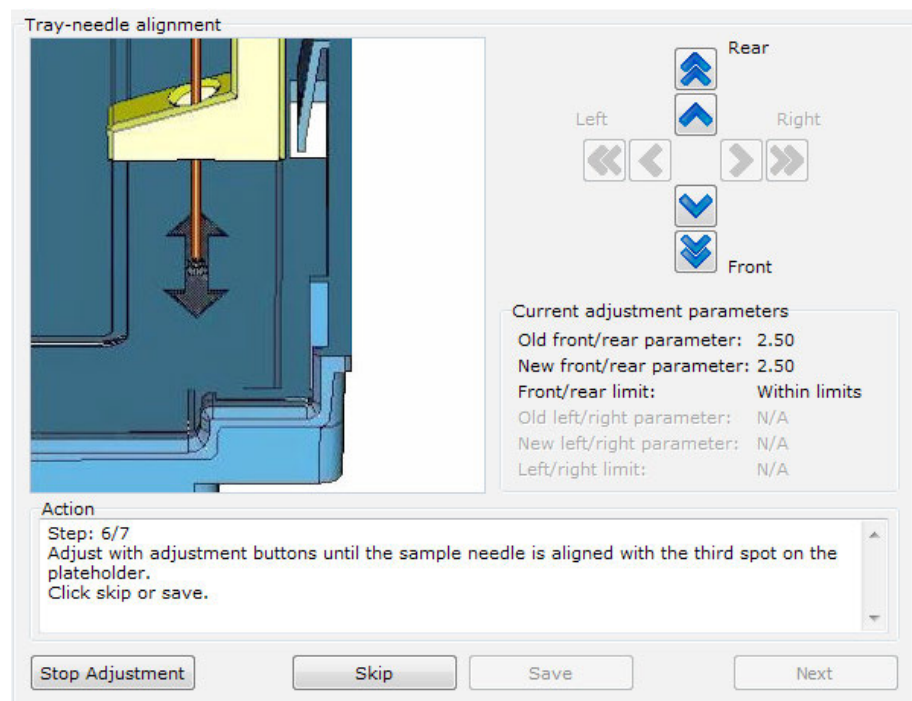 Tray-needle alignment
Rear
Left
Right
Front
Current adjustment parameters
Old front/rear parameter: 2.50
New front/rear parameter: 2.50
Front/rear limit: Within limits
Old left/right parameter: N/A
New left/right parameter: N/A
Left/right limit: N/A
Action
Step: 6/7
Adjust with adjustment buttons until the sample needle is aligned with the third spot on the
plateholder.
Click skip or save.
Stop Adjustment
Skip
Save
Next